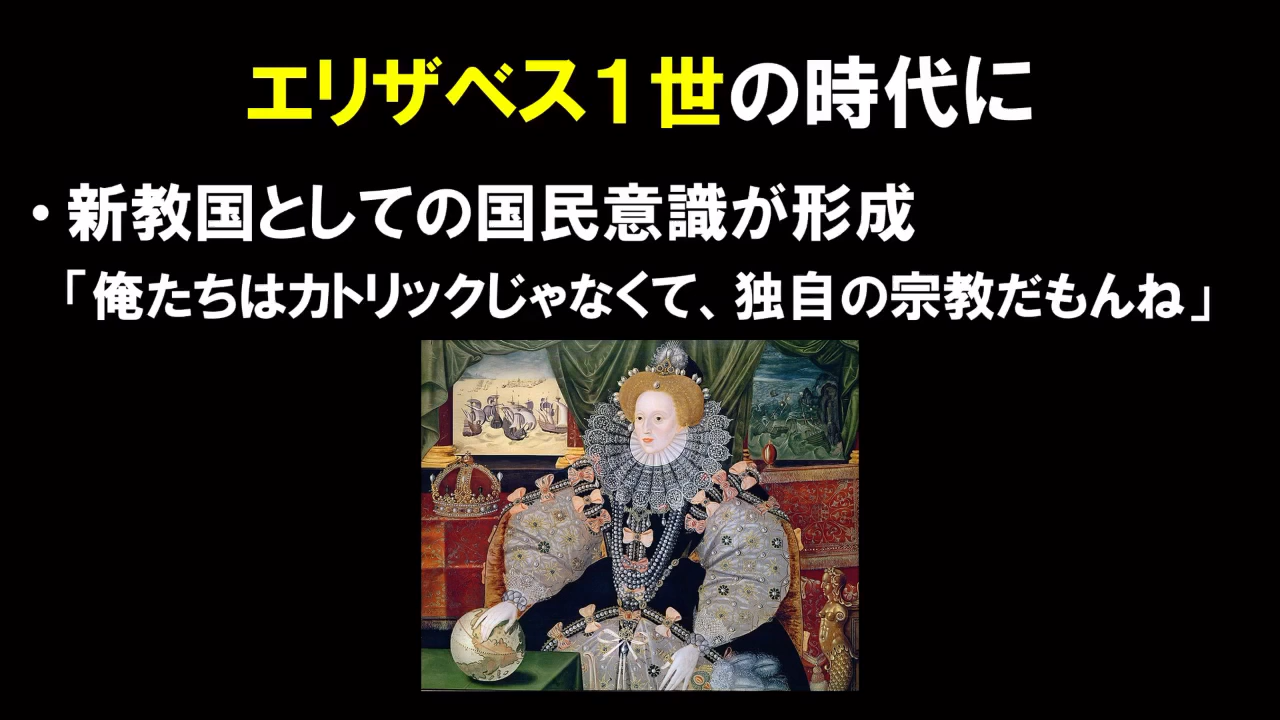 エリザベス１世の時代に
・新教国としての国民意識が形成
「俺たちはカトリックじゃなくて、独自の宗教だもんね」